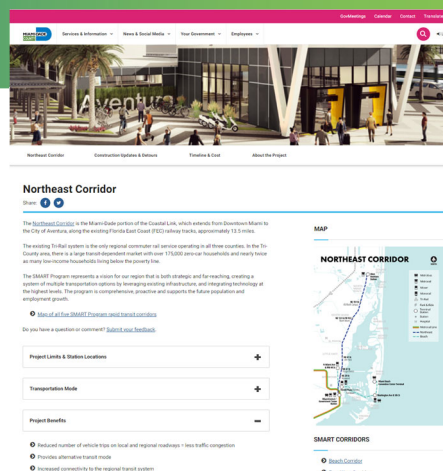 GovMeetings Calendar Contact Translate
MIAMI-DADE
COUNTY
Services & Information News & Social Media Your Government Employees
Aventura
Northeast Corridor Construction Updates & Detours Timeline & Cost About the Project
Northeast Corridor
Share:
The Northeast Corridor is the Miami-Dade portion of the Coastal Link, which extends from Downtown Miami to
the City of Aventura, along the existing Florida East Coast (FEC) railway tracks, approximately 13.5 miles.
The existing Tri-Rail system is the only regional commuter rail service operating in all three counties. In the Tri-
County area, there is a large transit-dependent market with over 175,000 zero-car households and nearly twice
as many low-income households living below the poverty line.
The SMART Program represents a vision for our region that is both strategic and far-reaching, creating a
system of multiple transportation options by leveraging existing infrastructure, and integrating technology at
the highest levels. The program is comprehensive, proactive and supports the future population and
employment growth.
Map of all five SMART Program rapid transit corridors
Do you have a question or comment? Submit your feedback.
Project Limits & Station Locations
Transportation Mode
Project Benefits
Reduced number of vehicle trips on local and regional roadways = less traffic congestion
Provides alternative transit mode
Increased connectivity to the regional transit system
MAP
NORTHEAST CORRIDOR
SMART CORRIDORS
Beach Corridor